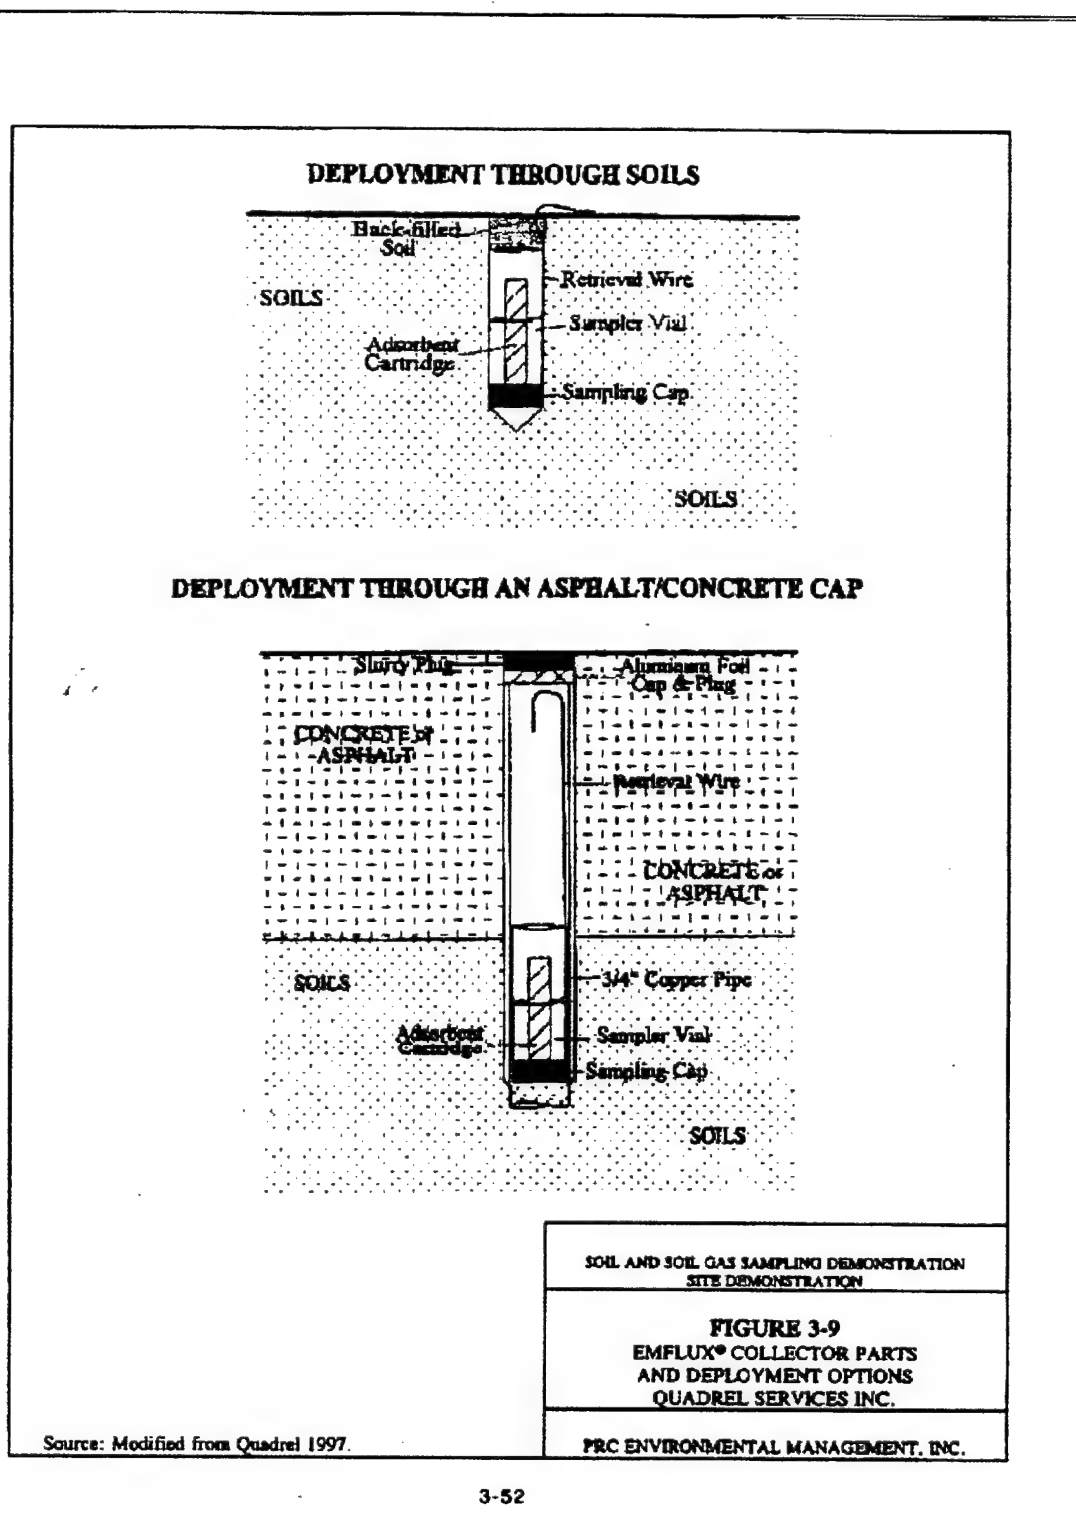 DEPLOYMENT THROUGH SOILS
Back-filled
Soil
Retrieval Wire
SOILS
Sampler Vial
Adsorbent
Cartridge
Sampling Cap
SOILS
DEPLOYMENT THROUGH AN ASPHALT/CONCRETE CAP
Slurry Plug
Aluminum Foil
Cap & Plug
CONCRETE or
ASPHALT
Retrieval Wire
CONCRETE or
ASPHALT
SOILS
3/4" Copper Pipe
Adsorbent
Cartridge
Sampler Vial
Sampling Cap
SOILS
SOIL AND SOIL GAS SAMPLING DEMONSTRATION
SITE DEMONSTRATION
FIGURE 3-9
EMFLUX® COLLECTOR PARTS
AND DEPLOYMENT OPTIONS
QUADREL SERVICES INC.
Source: Modified from Quadrel 1997.
PRC ENVIRONMENTAL MANAGEMENT, INC.
3-52